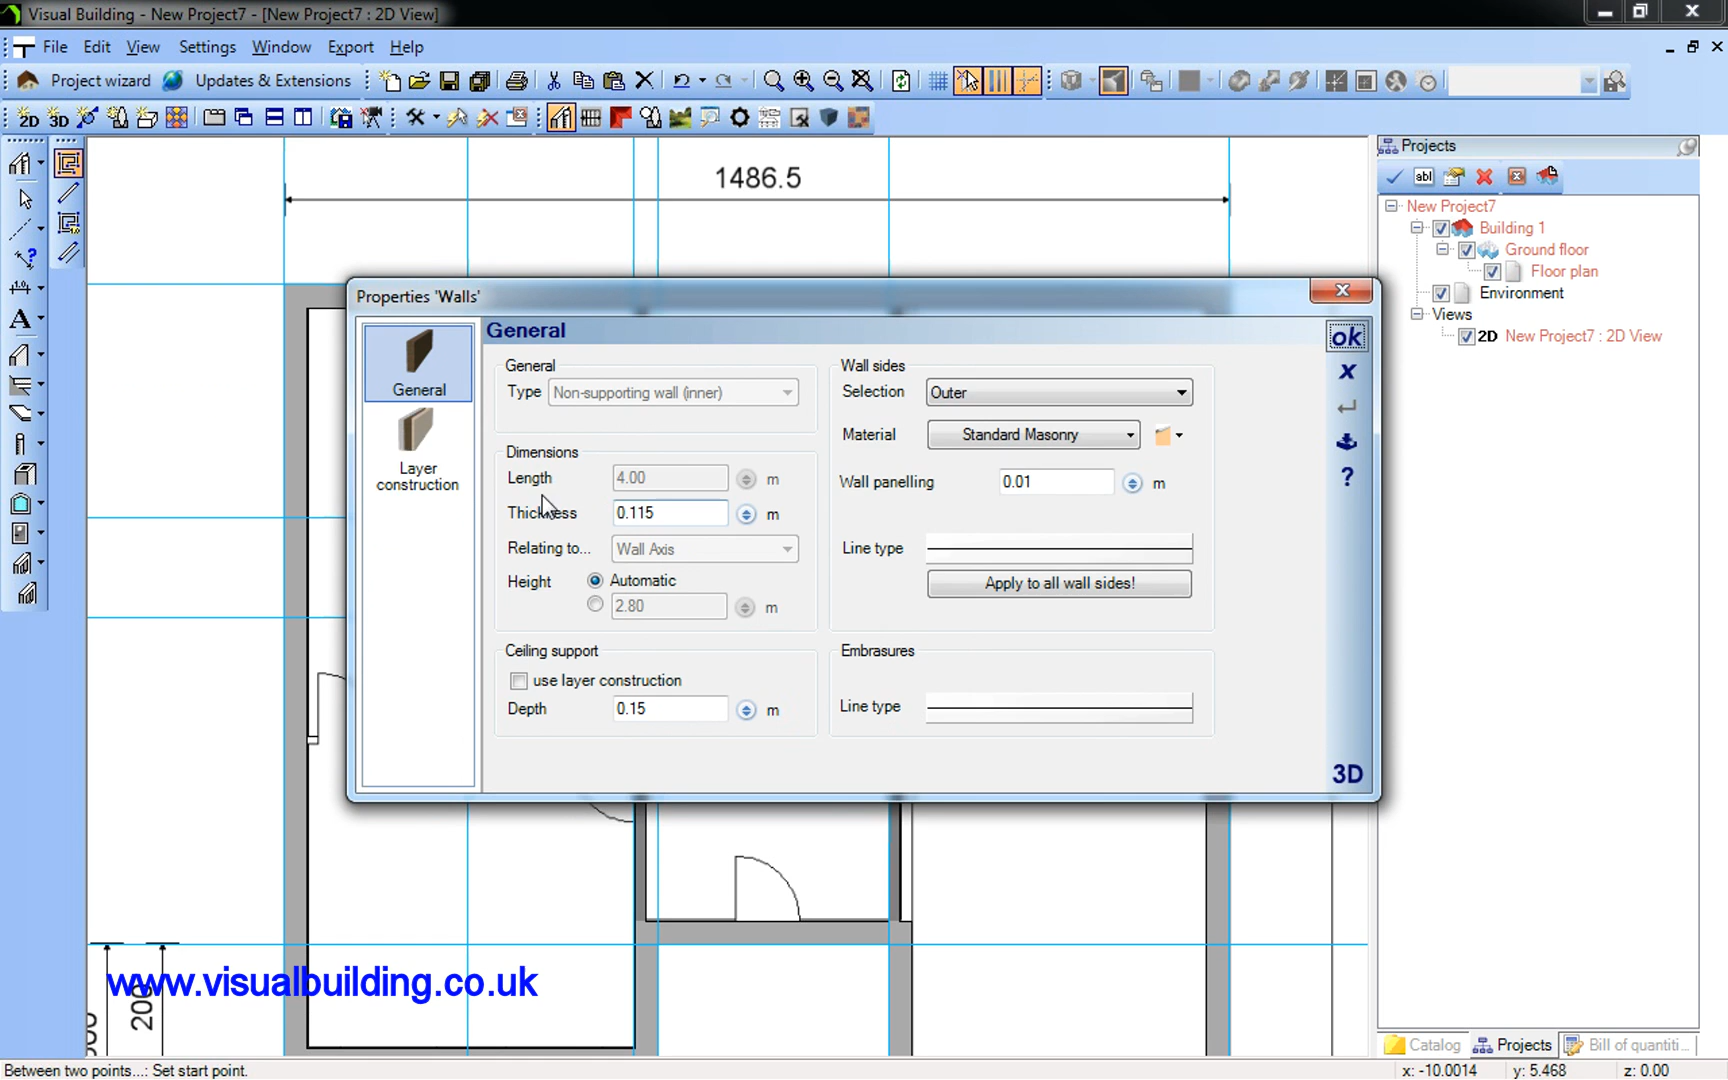 Visual Building - New Project7 - [New Project7 : 2D View]
File Edit View Settings Window Export Help
Project wizard Updates & Extensions
2D 3D
abl
Projects
New Project7
Building 1
Ground floor
Floor plan
Environment
Views
2D New Project7 : 2D View
1486.5
Properties 'Walls'
General
Layer construction
General
General
Type Non-supporting wall (inner)
Dimensions
Length 4.00 m
Thickness 0.115 m
Relating to... Wall Axis
Height Automatic
2.80 m
Ceiling support
use layer construction
Depth 0.15 m
Wall sides
Selection Outer
Material Standard Masonry
Wall panelling 0.01 m
Line type
Apply to all wall sides!
Embrasures
Line type
ok
x
?
3D
www.visualbuilding.co.uk
200
Catalog Projects Bill of quantiti...
Between two points...: Set start point.
x: -10.0014 y: 5.468 z: 0.00